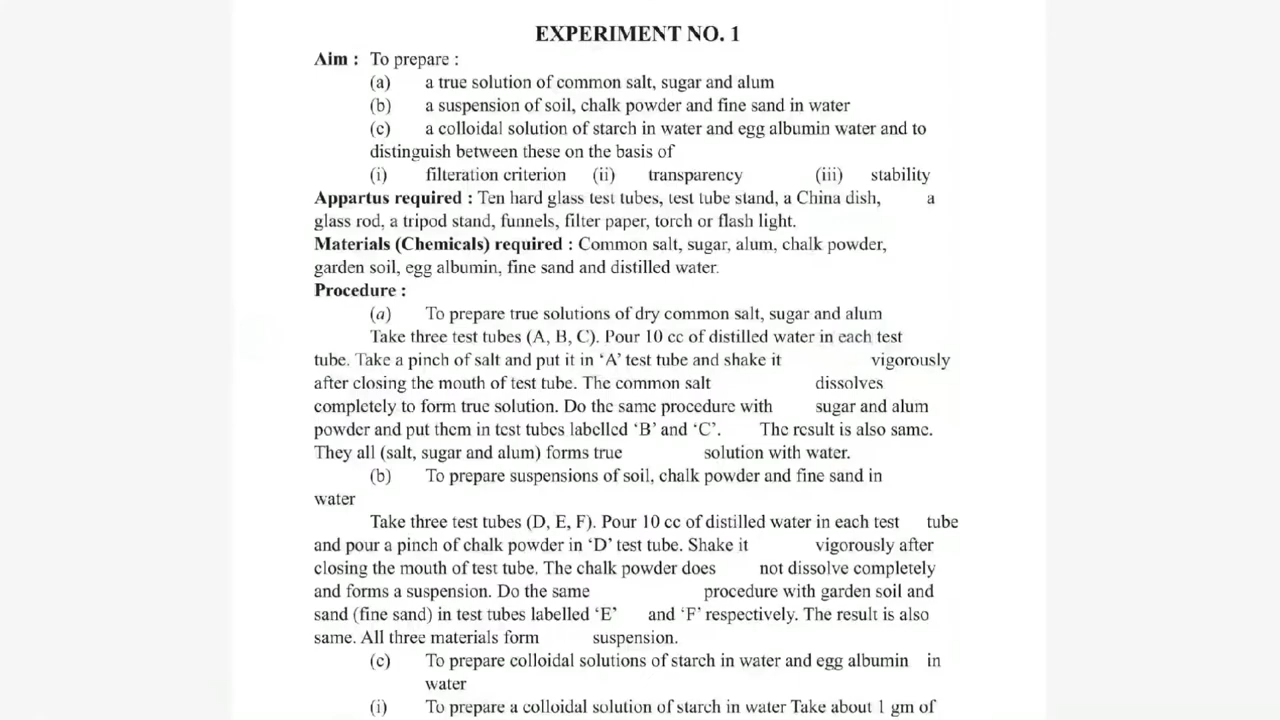 EXPERIMENT NO. 1
Aim : To prepare :
(a) a true solution of common salt, sugar and alum
(b) a suspension of soil, chalk powder and fine sand in water
(c) a colloidal solution of starch in water and egg albumin water and to
distinguish between these on the basis of
(i) filteration criterion (ii) transparency (iii) stability
Appartus required : Ten hard glass test tubes, test tube stand, a China dish, a
glass rod, a tripod stand, funnels, filter paper, torch or flash light.
Materials (Chemicals) required : Common salt, sugar, alum, chalk powder,
garden soil, egg albumin, fine sand and distilled water.
Procedure :
(a) To prepare true solutions of dry common salt, sugar and alum
Take three test tubes (A, B, C). Pour 10 cc of distilled water in each test
tube. Take a pinch of salt and put it in ‘A’ test tube and shake it vigorously
after closing the mouth of test tube. The common salt dissolves
completely to form true solution. Do the same procedure with sugar and alum
powder and put them in test tubes labelled ‘B’ and ‘C’. The result is also same.
They all (salt, sugar and alum) forms true solution with water.
(b) To prepare suspensions of soil, chalk powder and fine sand in
water
Take three test tubes (D, E, F). Pour 10 cc of distilled water in each test tube
and pour a pinch of chalk powder in ‘D’ test tube. Shake it vigorously after
closing the mouth of test tube. The chalk powder does not dissolve completely
and forms a suspension. Do the same procedure with garden soil and
sand (fine sand) in test tubes labelled ‘E’ and ‘F’ respectively. The result is also
same. All three materials form suspension.
(c) To prepare colloidal solutions of starch in water and egg albumin in
water
(i) To prepare a colloidal solution of starch in water Take about 1 gm of